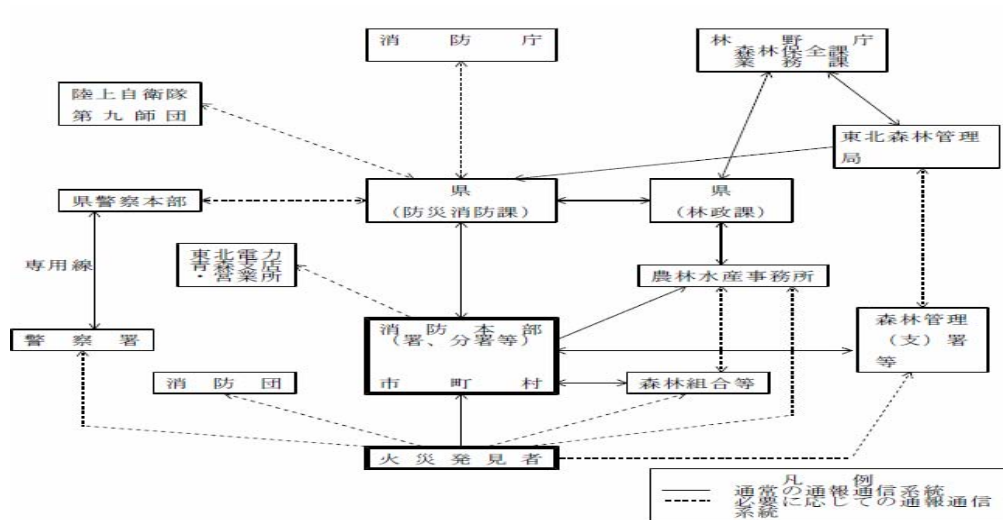 消防庁
林野庁
森林保全課
業務課
陸上自衛隊
第九師団
東北森林管理
局
県警察本部
県
(防災消防課)
県
(林政課)
専用線
東北電力
青森支店
・営業所
農林水産事務所
警察署
消防本部
(署、分署等)
市町村
森林管理
(支)署
等
消防団
森林組合等
火災発見者
凡例
通常の通報通信系統
必要に応じての通報通信
系統